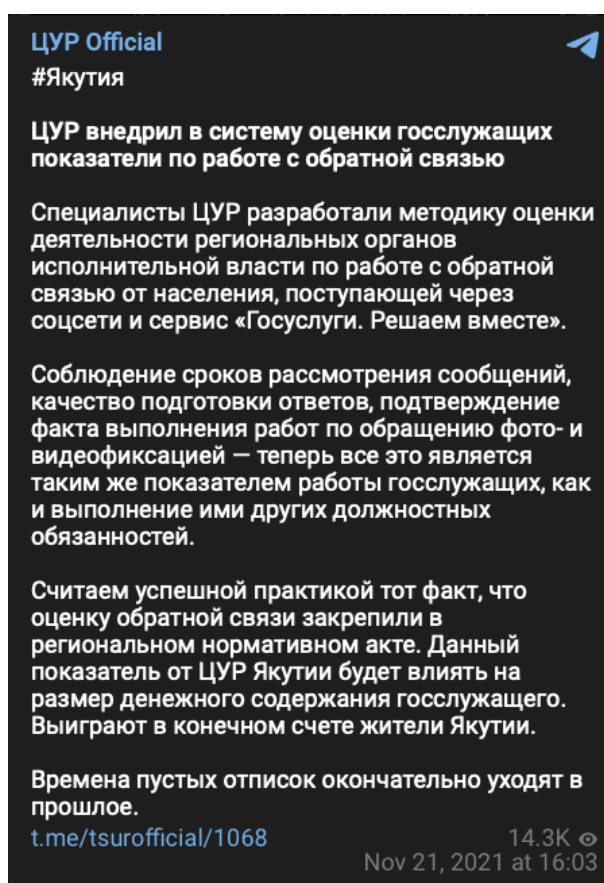 ЦУР Official
#Якутия
ЦУР внедрил в систему оценки госслужащих
показатели по работе с обратной связью
Специалисты ЦУР разработали методику оценки
деятельности региональных органов
исполнительной власти по работе с обратной
связью от населения, поступающей через
соцсети и сервис «Госуслуги. Решаем вместе».
Соблюдение сроков рассмотрения сообщений,
качество подготовки ответов, подтверждение
факта выполнения работ по обращению фото- и
видеофиксацией — теперь все это является
таким же показателем работы госслужащих, как
и выполнение ими других должностных
обязанностей.
Считаем успешной практикой тот факт, что
оценку обратной связи закрепили в
региональном нормативном акте. Данный
показатель от ЦУР Якутии будет влиять на
размер денежного содержания госслужащего.
Выиграют в конечном счете жители Якутии.
Времена пустых отписок окончательно уходят в
прошлое.
t.me/tsurofficial/1068 14.3K
Nov 21, 2021 at 16:03